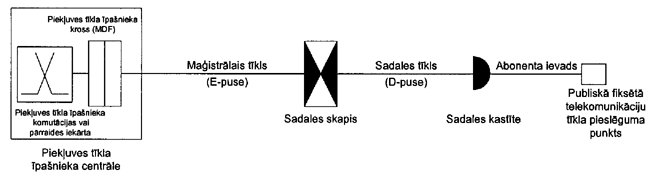 Piekļuves tīkla īpašnieka
kross (MDF)
Piekļuves tīkla īpašnieka
komutācijas vai
pārraides iekārta
Piekļuves tīkla
īpašnieka centrāle
Maģistrālais tīkls
(E-puse)
Sadales skapis
Sadales tīkls
(D-puse)
Sadales kastīte
Abonenta ievads
Publiskā fiksētā
telekomunikāciju
tīkla pieslēguma
punkts